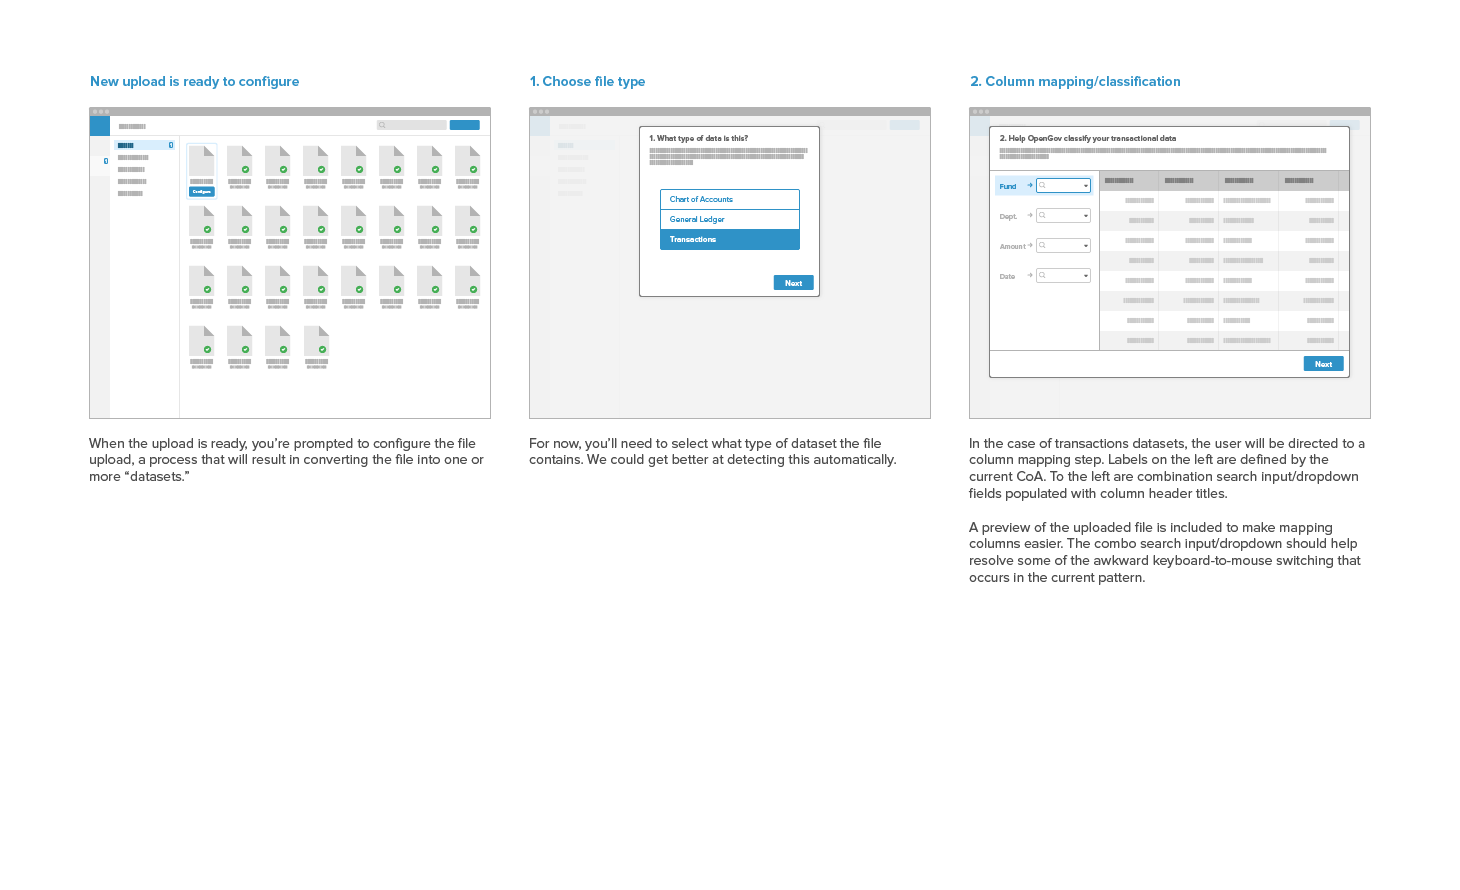 New upload is ready to configure
Configure
When the upload is ready, you’re prompted to configure the file
upload, a process that will result in converting the file into one or
more “datasets.”
1. Choose file type
1. What type of data is this?
Chart of Accounts
General Ledger
Transactions
Next
For now, you’ll need to select what type of dataset the file
contains. We could get better at detecting this automatically.
2. Column mapping/classification
2. Help OpenGov classify your transactional data
Fund
Dept.
Amount
Date
Next
In the case of transactions datasets, the user will be directed to a
column mapping step. Labels on the left are defined by the
current CoA. To the left are combination search input/dropdown
fields populated with column header titles.
A preview of the uploaded file is included to make mapping
columns easier. The combo search input/dropdown should help
resolve some of the awkward keyboard-to-mouse switching that
occurs in the current pattern.